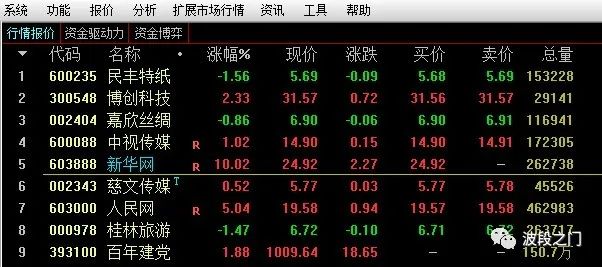 系统 功能 报价 分析 扩展市场行情 资讯 工具 帮助
行情报价 资金驱动力 资金博弈
代码 名称 涨幅% 现价 涨跌 买价 卖价 总量
1 600235 民丰特纸 -1.56 5.69 -0.09 5.68 5.69 153228
2 300548 博创科技 2.33 31.57 0.72 31.56 31.57 29141
3 002404 嘉欣丝绸 -0.86 6.90 -0.06 6.90 6.91 116941
4 600088 中视传媒 R 1.02 14.90 0.15 14.90 14.91 172305
5 603888 新华网 R 10.02 24.92 2.27 24.92 – 262738
6 002343 慈文传媒T 0.52 5.77 0.03 5.77 5.78 45526
7 603000 人民网 R 5.04 19.58 0.94 19.57 19.58 462983
8 000978 桂林旅游 -1.47 6.72 -0.10 6.71 6.72 263717
9 393100 百年建党 1.88 1009.64 18.65 – – 150.7万
波段之门